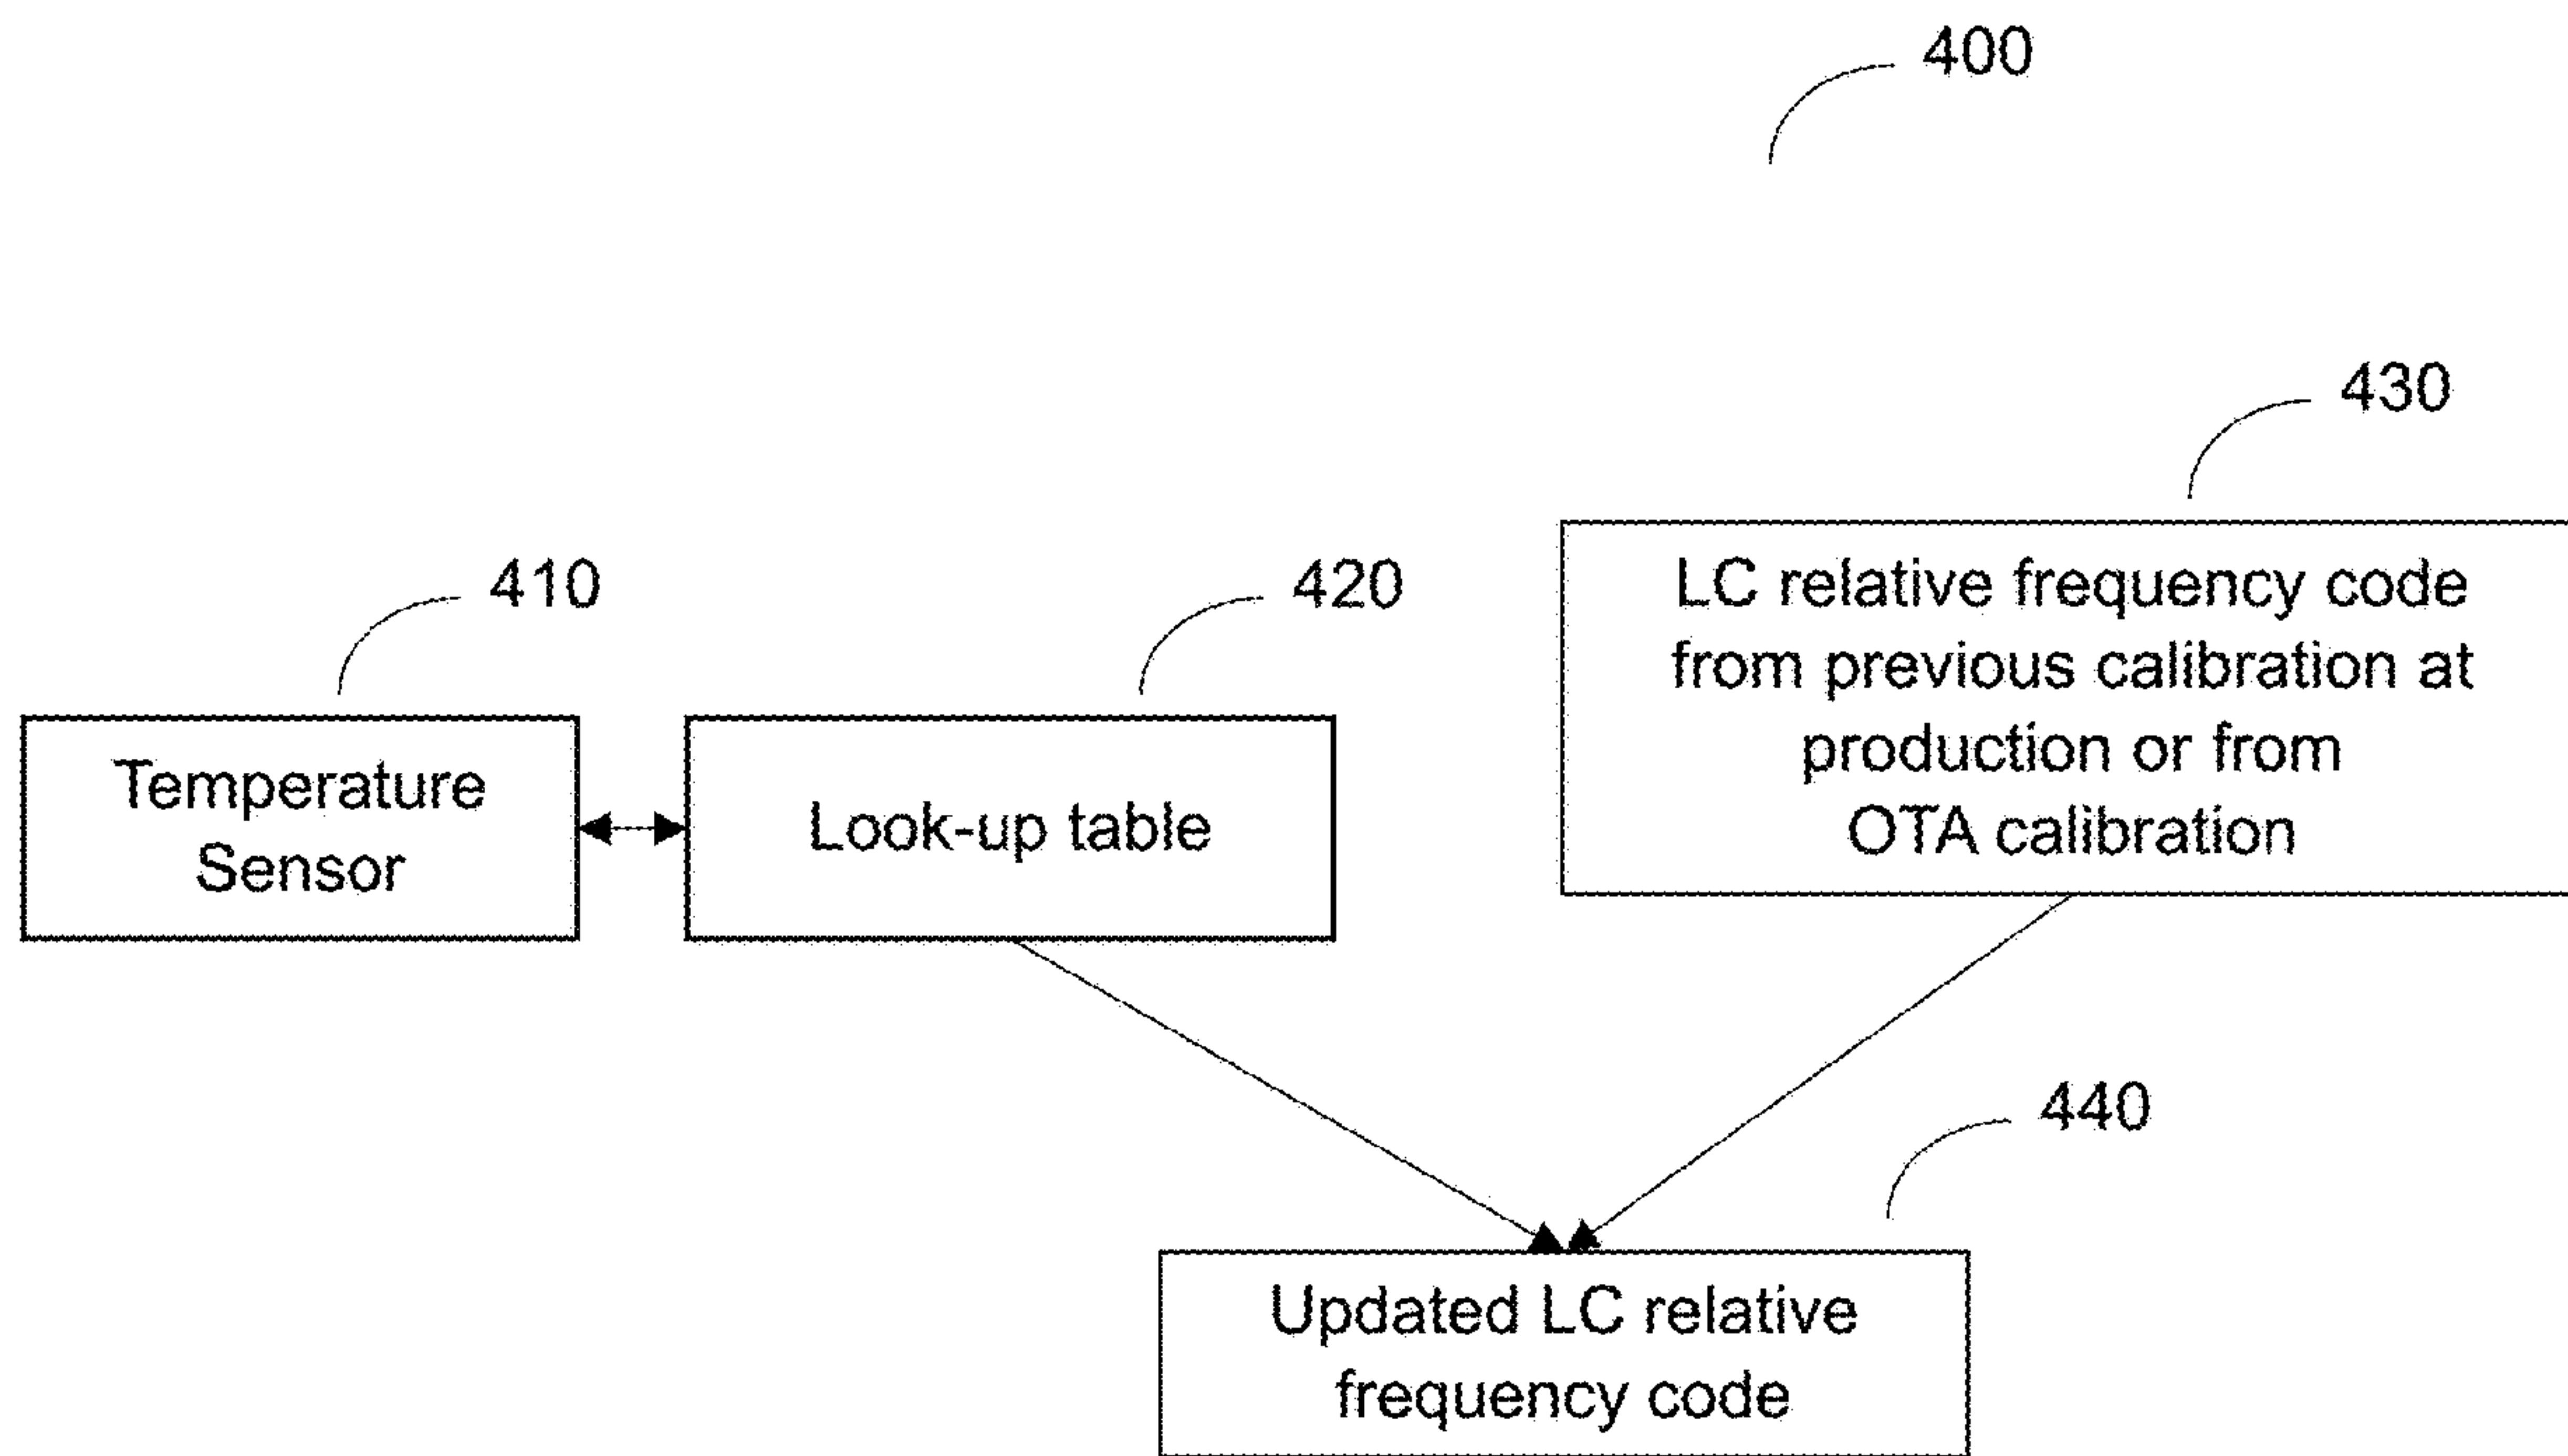 400
430
LC relative frequency code
from previous calibration at
production or from
OTA calibration
410
420
Temperature
Sensor
Look-up table
440
Updated LC relative
frequency code